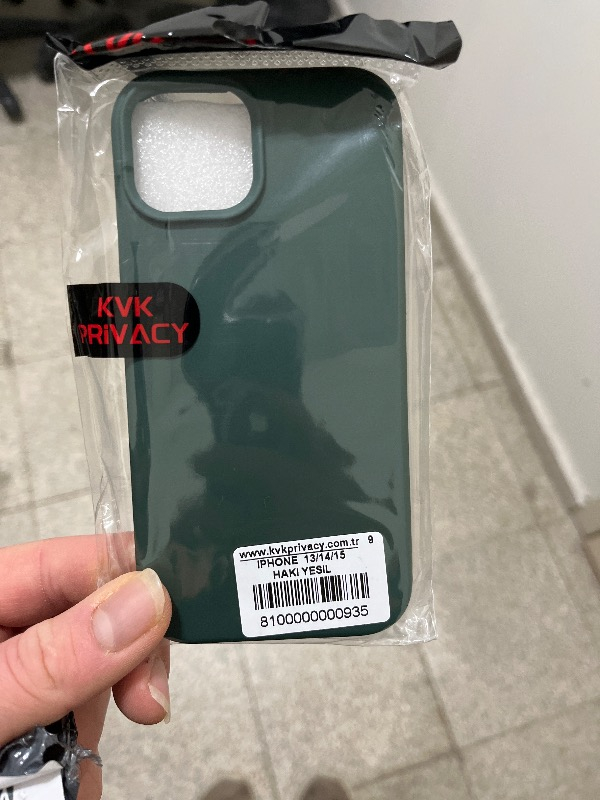 KVK
PRiVACY
www.kvkprivacy.com.tr 9
IPHONE 13/14/15
HAKI YESIL
8100000000935